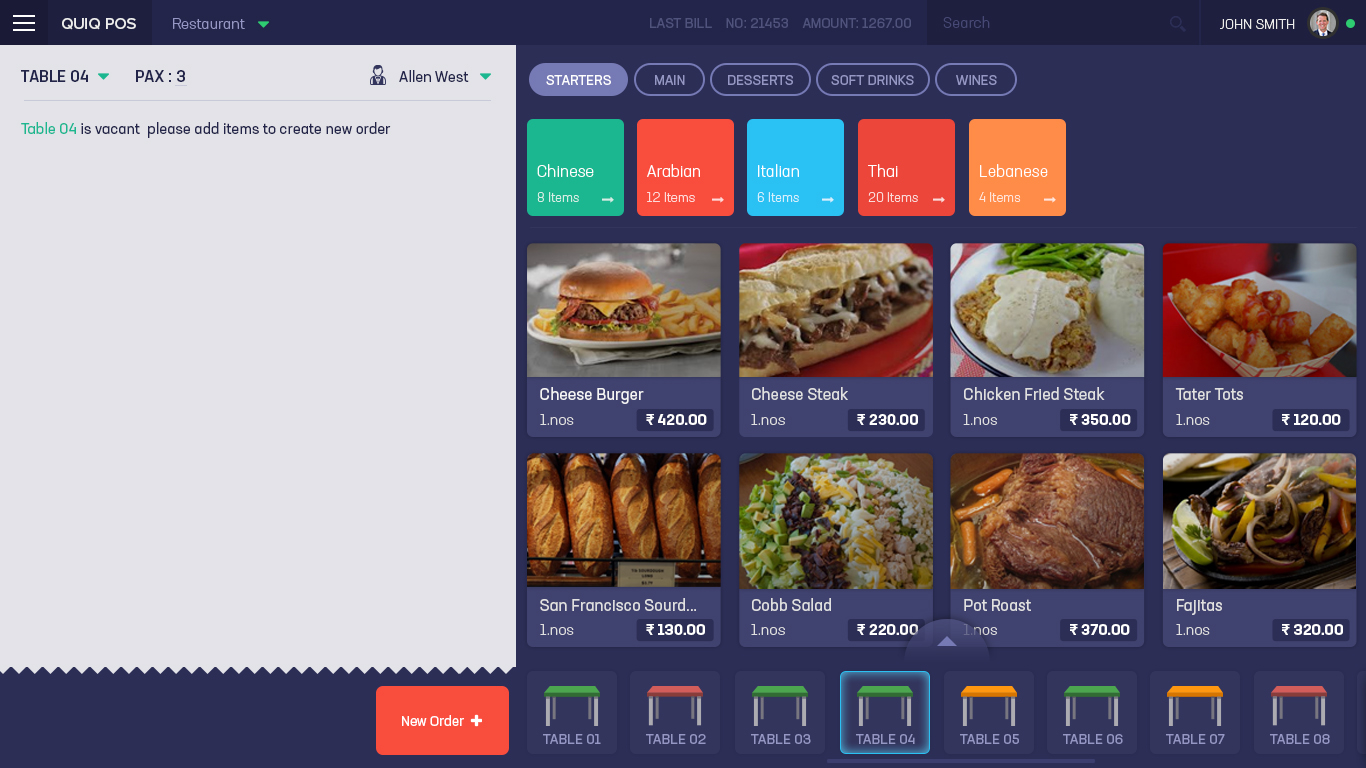 QUIQ POS
Restaurant
LAST BILL NO: 21453 AMOUNT: 1267.00
Search
JOHN SMITH
TABLE 04 PAX : 3 Allen West
Table 04 is vacant please add items to create new order
New Order +
STARTERS MAIN DESSERTS SOFT DRINKS WINES
Chinese
8 Items
Arabian
12 Items
Italian
6 Items
Thai
20 Items
Lebanese
4 Items
Cheese Burger
1.nos ₹ 420.00
Cheese Steak
1.nos ₹ 230.00
Chicken Fried Steak
1.nos ₹ 350.00
Tater Tots
1.nos ₹ 120.00
San Francisco Sourd...
1.nos ₹ 130.00
Cobb Salad
1.nos ₹ 220.00
Pot Roast
1.nos ₹ 370.00
Fajitas
1.nos ₹ 320.00
TABLE 01
TABLE 02
TABLE 03
TABLE 04
TABLE 05
TABLE 06
TABLE 07
TABLE 08